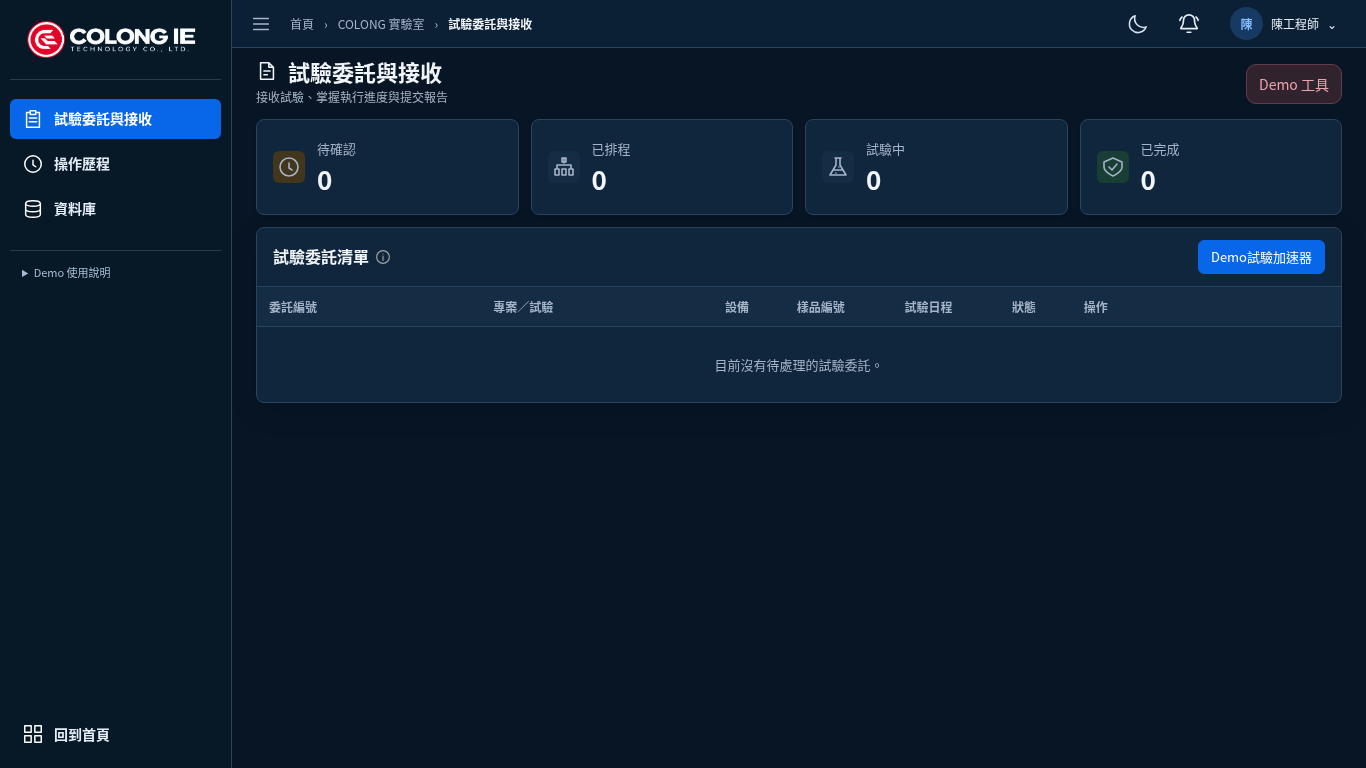 COLONG IE
TECHNOLOGY CO., LTD.
試驗委託與接收
操作歷程
資料庫
Demo 使用說明
回到首頁
首頁 › COLONG 實驗室 › 試驗委託與接收
陳 陳工程師
試驗委託與接收
接收試驗、掌握執行進度與提交報告
Demo 工具
待確認
0
已排程
0
試驗中
0
已完成
0
試驗委託清單
Demo試驗加速器
委託編號 專案／試驗 設備 樣品編號 試驗日程 狀態 操作
目前沒有待處理的試驗委託。